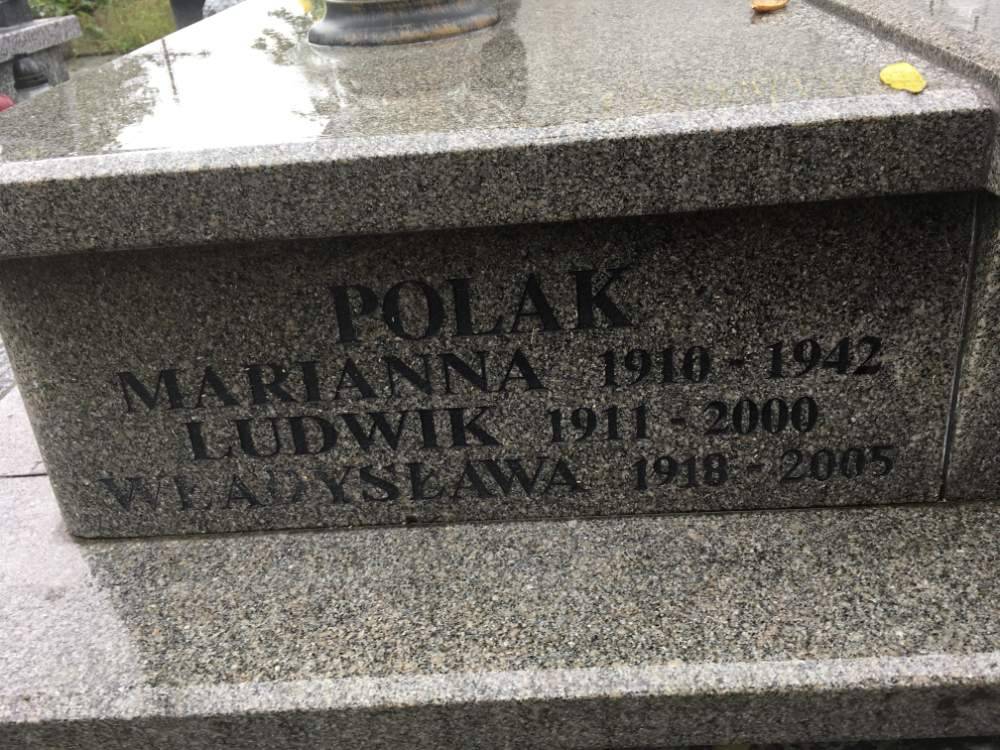 POLAK
MARIANNA 1910 - 1942
LUDWIK 1911 - 2000
WŁADYSŁAWA 1918 - 2005